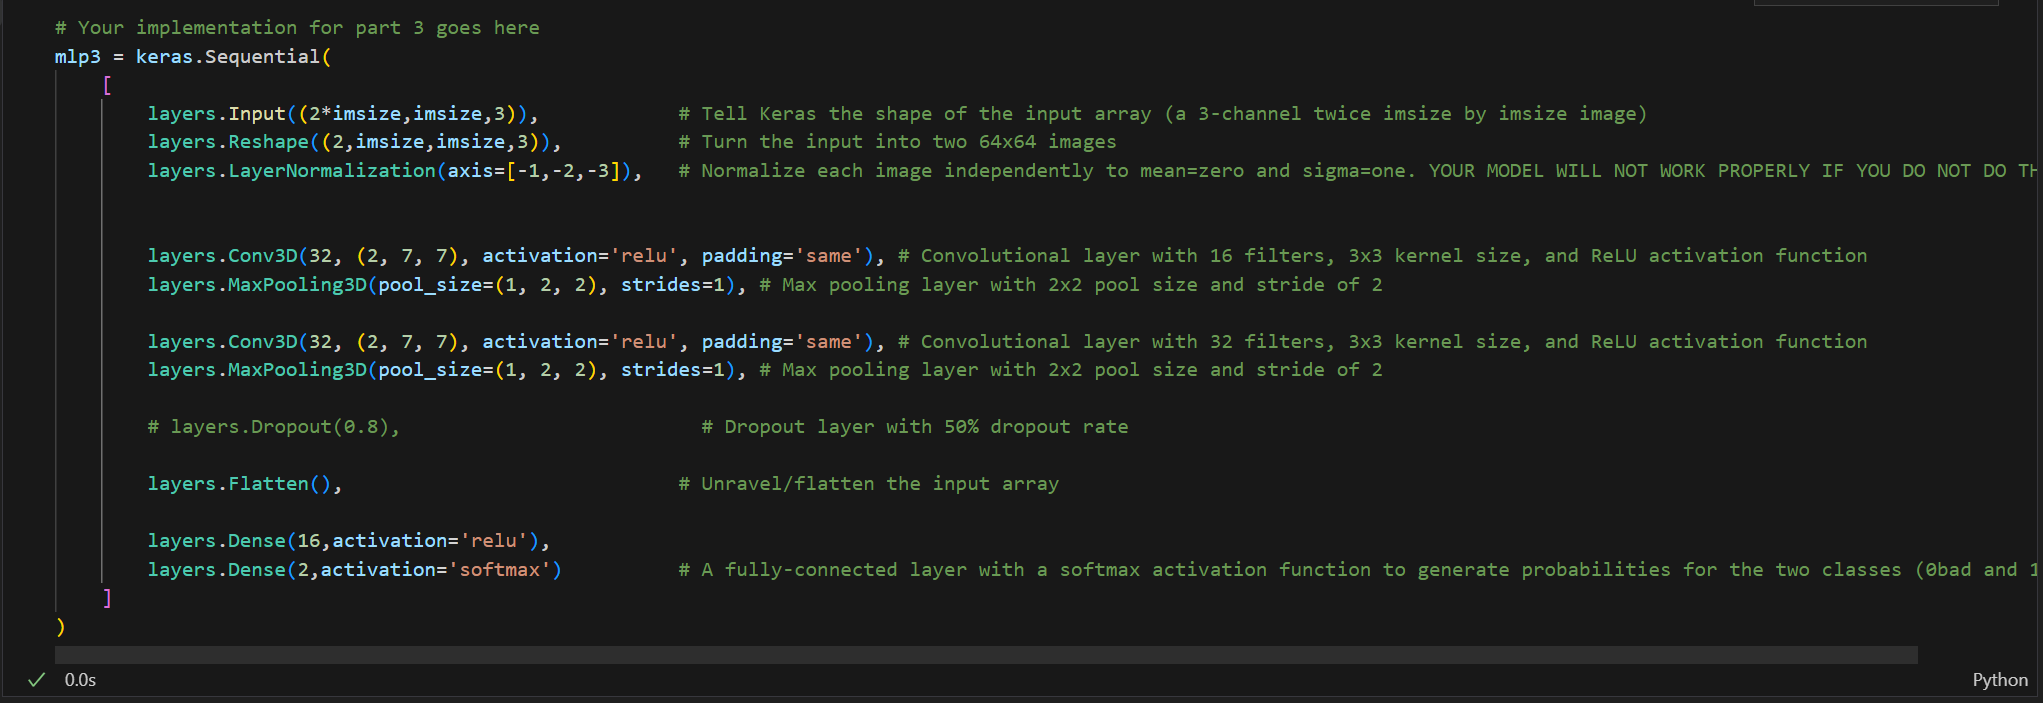 # Your implementation for part 3 goes here
mlp3 = keras.Sequential(
[
layers.Input((2*imsize,imsize,3)), # Tell Keras the shape of the input array (a 3-channel twice imsize by imsize image)
layers.Reshape((2,imsize,imsize,3)), # Turn the input into two 64x64 images
layers.LayerNormalization(axis=[-1,-2,-3]), # Normalize each image independently to mean=zero and sigma=one. YOUR MODEL WILL NOT WORK PROPERLY IF YOU DO NOT DO TH
layers.Conv3D(32, (2, 7, 7), activation='relu', padding='same'), # Convolutional layer with 16 filters, 3x3 kernel size, and ReLU activation function
layers.MaxPooling3D(pool_size=(1, 2, 2), strides=1), # Max pooling layer with 2x2 pool size and stride of 2
layers.Conv3D(32, (2, 7, 7), activation='relu', padding='same'), # Convolutional layer with 32 filters, 3x3 kernel size, and ReLU activation function
layers.MaxPooling3D(pool_size=(1, 2, 2), strides=1), # Max pooling layer with 2x2 pool size and stride of 2
# layers.Dropout(0.8), # Dropout layer with 50% dropout rate
layers.Flatten(), # Unravel/flatten the input array
layers.Dense(16,activation='relu'),
layers.Dense(2,activation='softmax') # A fully-connected layer with a softmax activation function to generate probabilities for the two classes (0bad and 1
]
)
0.0s
Python